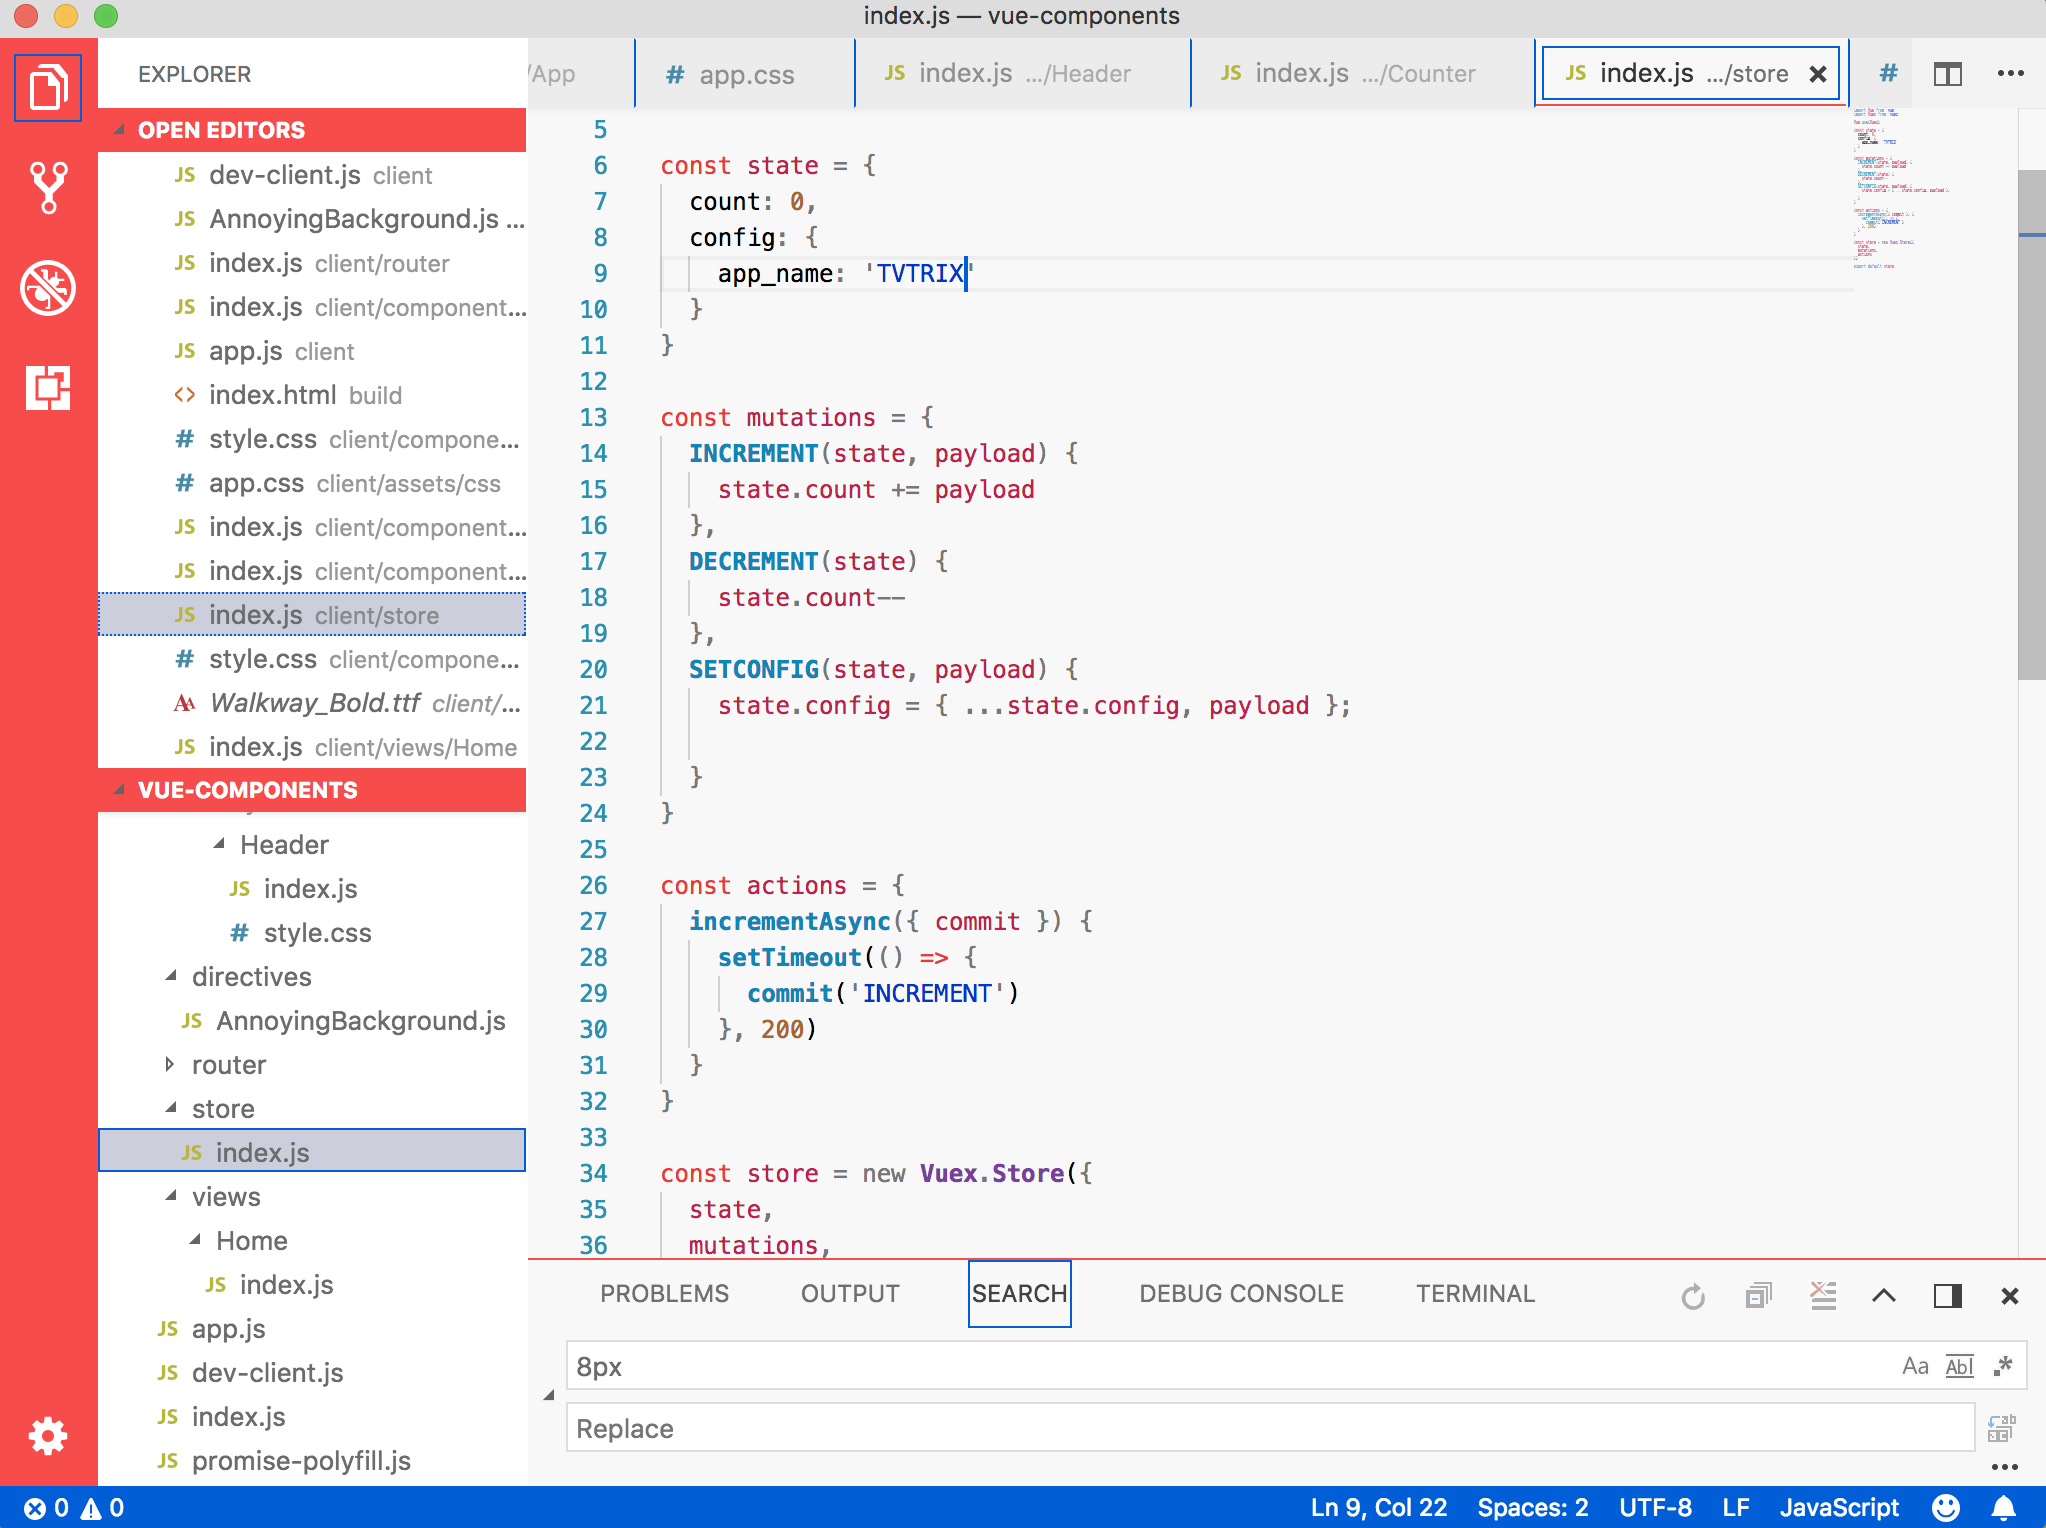 index.js — vue-components
EXPLORER
OPEN EDITORS
JS dev-client.js client
JS AnnoyingBackground.js ...
JS index.js client/router
JS index.js client/component...
JS app.js client
<> index.html build
# style.css client/compone...
# app.css client/assets/css
JS index.js client/component...
JS index.js client/component...
JS index.js client/store
# style.css client/compone...
AA Walkway_Bold.ttf client/...
JS index.js client/views/Home
VUE-COMPONENTS
Header
JS index.js
# style.css
directives
JS AnnoyingBackground.js
router
store
JS index.js
views
Home
JS index.js
JS app.js
JS dev-client.js
JS index.js
JS promise-polyfill.js
/App
# app.css
JS index.js .../Header
JS index.js .../Counter
JS index.js .../store
#
5
6 const state = {
7 count: 0,
8 config: {
9 app_name: 'TVTRIX'
10 }
11 }
12
13 const mutations = {
14 INCREMENT(state, payload) {
15 state.count += payload
16 },
17 DECREMENT(state) {
18 state.count--
19 },
20 SETCONFIG(state, payload) {
21 state.config = { ...state.config, payload };
22
23 }
24 }
25
26 const actions = {
27 incrementAsync({ commit }) {
28 setTimeout(() => {
29 commit('INCREMENT')
30 }, 200)
31 }
32 }
33
34 const store = new Vuex.Store({
35 state,
36 mutations,
PROBLEMS OUTPUT SEARCH DEBUG CONSOLE TERMINAL
8px
Aa Abl .*
Replace
0 0
Ln 9, Col 22 Spaces: 2 UTF-8 LF JavaScript